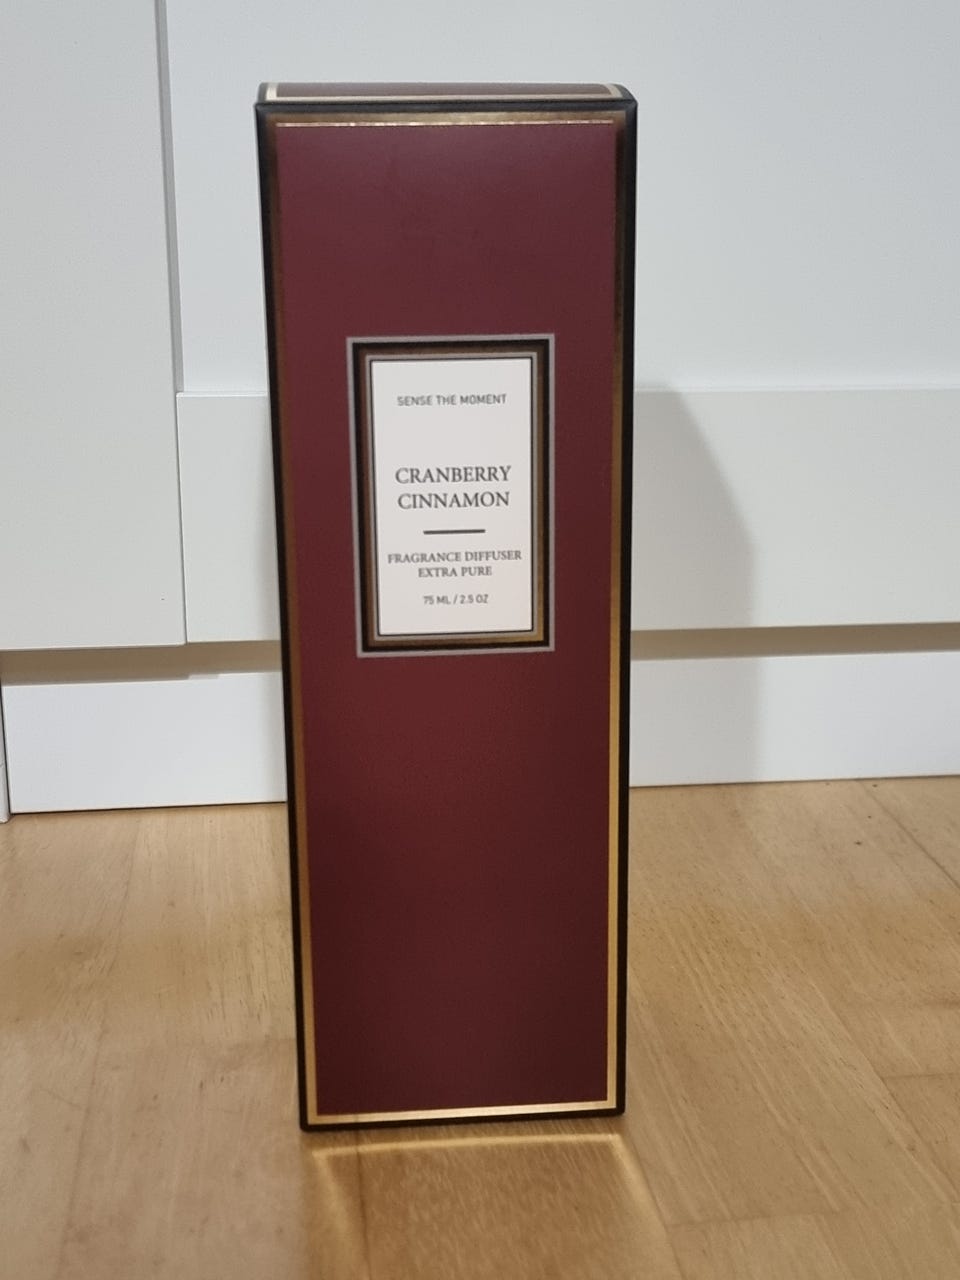 SENSE THE MOMENT
CRANBERRY
CINNAMON
FRAGRANCE DIFFUSER
EXTRA PURE
75 ML / 2.5 OZ